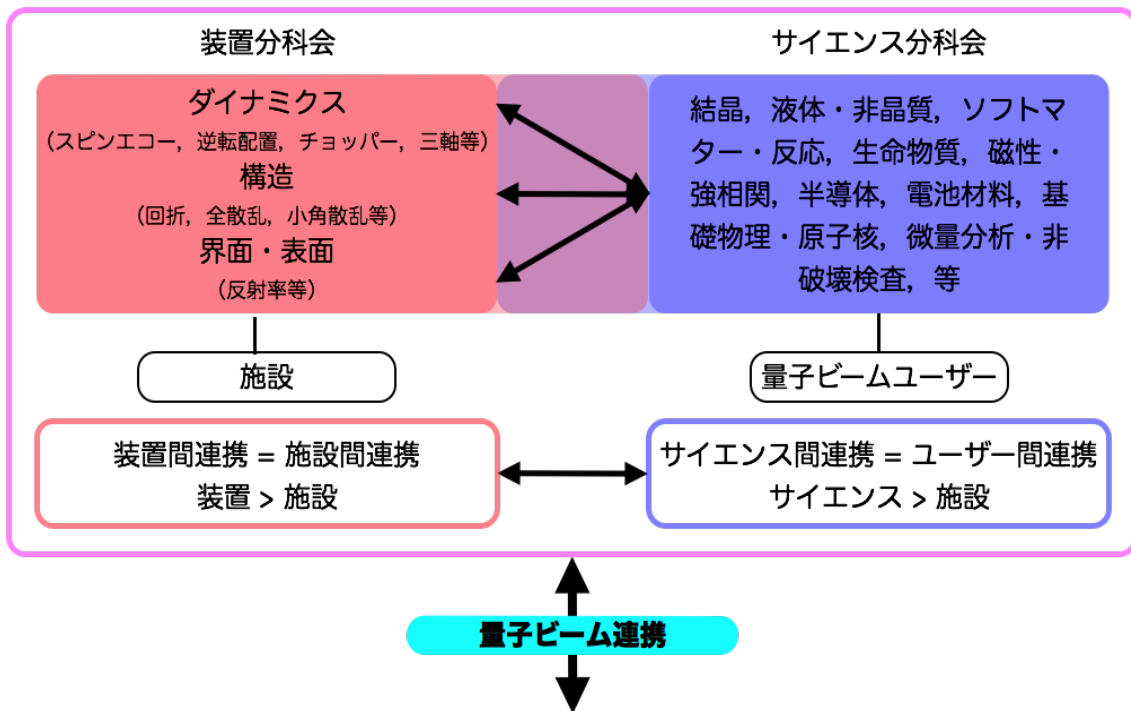 装置分科会
ダイナミクス
(スピンエコー, 逆転配置, チョッパー, 三軸等)
構造
(回折, 全散乱, 小角散乱等)
界面・表面
(反射率等)
サイエンス分科会
結晶, 液体・非晶質, ソフトマ
ター・反応, 生命物質, 磁性・
強相関, 半導体, 電池材料, 基
礎物理・原子核, 微量分析・非
破壊検査, 等
施設
量子ビームユーザー
装置間連携 = 施設間連携
装置 > 施設
サイエンス間連携 = ユーザー間連携
サイエンス > 施設
量子ビーム連携